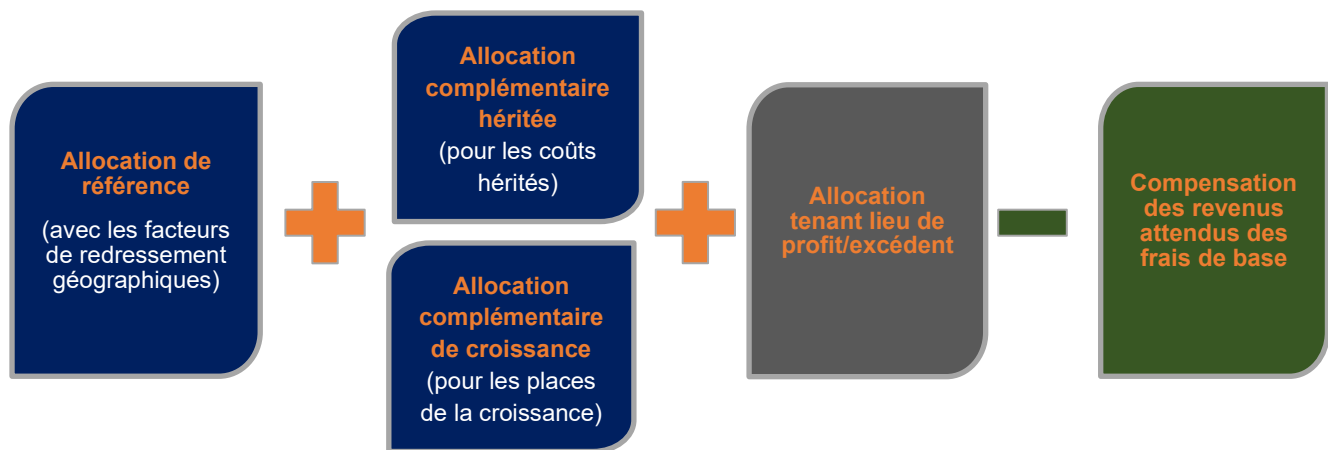 Allocation de
référence
(avec les facteurs
de redressement
géographiques)
Allocation
complémentaire
héritée
(pour les coûts
hérités)
Allocation
complémentaire
de croissance
(pour les places
de la croissance)
Allocation
tenant lieu de
profit/excédent
Compensation
des revenus
attendus des
frais de base